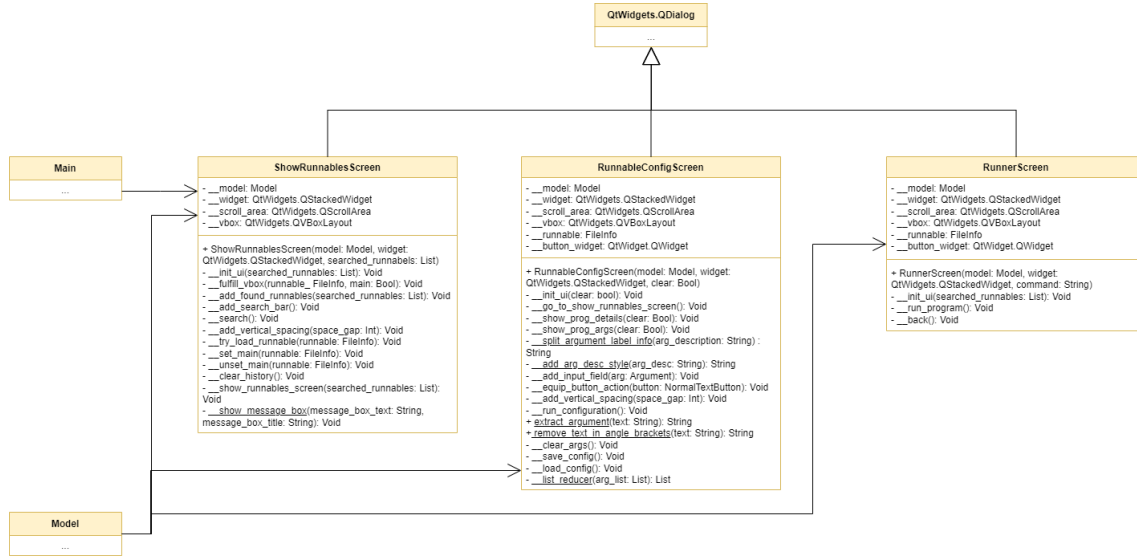 QtWidgets.QDialog
...
Main
...
ShowRunnablesScreen
- __model: Model
- __widget: QtWidgets.QStackedWidget
- __scroll_area: QtWidgets.QScrollArea
- __vbox: QtWidgets.QVBoxLayout
+ ShowRunnablesScreen(model: Model, widget:
QtWidgets.QStackedWidget, searched_runnabels: List)
- __init_ui(searched_runnables: List): Void
- __fulfill_vbox(runnable_ FileInfo, main: Bool): Void
- __add_found_runnables(searched_runnables: List): Void
- __add_search_bar(): Void
- __search(): Void
- __add_vertical_spacing(space_gap: Int): Void
- __try_load_runnable(runnable: FileInfo): Void
- __set_main(runnable: FileInfo): Void
- __unset_main(runnable: FileInfo): Void
- __clear_history(): Void
- __show_runnables_screen(searched_runnables: List):
Void
- __show_message_box(message_box_text: String,
message_box_title: String): Void
RunnableConfigScreen
- __model: Model
- __widget: QtWidgets.QStackedWidget
- __scroll_area: QtWidgets.QScrollArea
- __vbox: QtWidgets.QVBoxLayout
- __runnable: FileInfo
- __button_widget: QtWidget.QWidget
+ RunnableConfigScreen(model: Model, widget:
QtWidgets.QStackedWidget, clear: Bool)
- __init_ui(clear: bool): Void
- __go_to_show_runnables_screen(): Void
- __show_prog_details(clear: Bool): Void
- __show_prog_args(clear: Bool): Void
- __split_argument_label_info(arg_description: String) :
String
- __add_arg_desc_style(arg_desc: String): String
- __add_input_field(arg: Argument): Void
- __equip_button_action(button: NormalTextButton): Void
- __add_vertical_spacing(space_gap: Int): Void
- __run_configuration(): Void
+ extract_argument(text: String): String
+ remove_text_in_angle_brackets(text: String): String
- __clear_args(): Void
- __save_config(): Void
- __load_config(): Void
- __list_reducer(arg_list: List): List
RunnerScreen
- __model: Model
- __widget: QtWidgets.QStackedWidget
- __scroll_area: QtWidgets.QScrollArea
- __vbox: QtWidgets.QVBoxLayout
- __runnable: FileInfo
- __button_widget: QtWidget.QWidget
+ RunnerScreen(model: Model, widget:
QtWidgets.QStackedWidget, command: String)
- __init_ui(searched_runnables: List): Void
- __run_program(): Void
- __back(): Void
Model
...